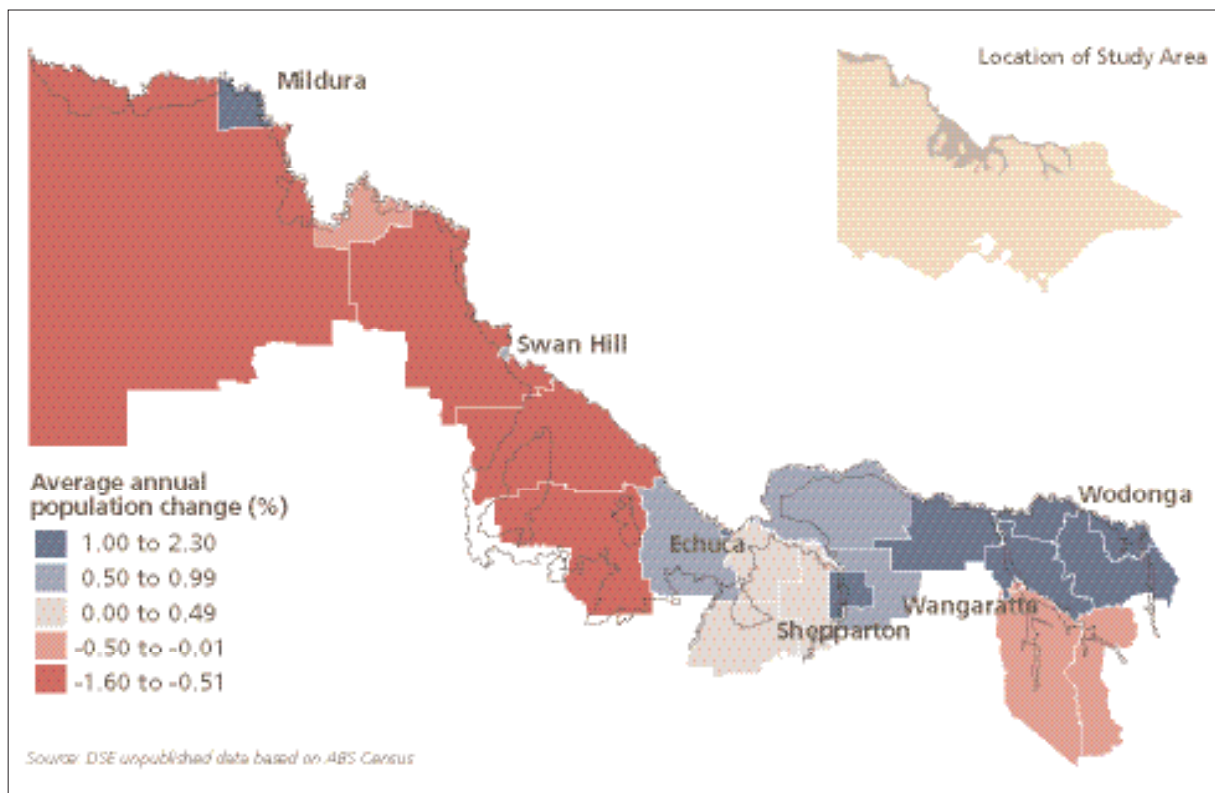 Mildura
Location of Study Area
Swan Hill
Average annual
population change (%)
1.00 to 2.30
0.50 to 0.99
0.00 to 0.49
-0.50 to -0.01
-1.60 to -0.51
Wodonga
Echuca
Wangaratta
Shepparton
Source: DSE unpublished data based on ABS Census